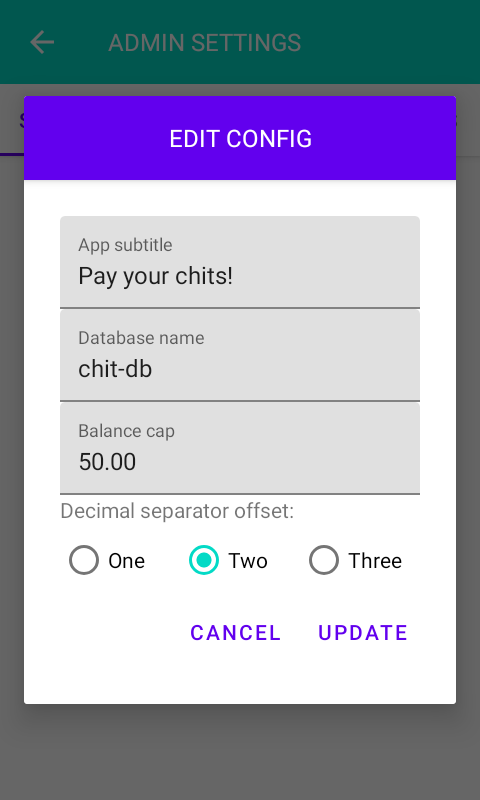 ADMIN SETTINGS
EDIT CONFIG
App subtitle
Pay your chits!
Database name
chit-db
Balance cap
50.00
Decimal separator offset:
One Two Three
CANCEL UPDATE